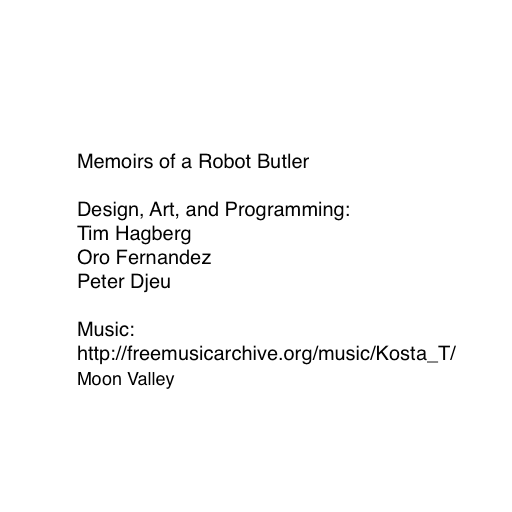 Memoirs of a Robot Butler
Design, Art, and Programming:
Tim Hagberg
Oro Fernandez
Peter Djeu
Music:
http://freemusicarchive.org/music/Kosta_T/
Moon Valley